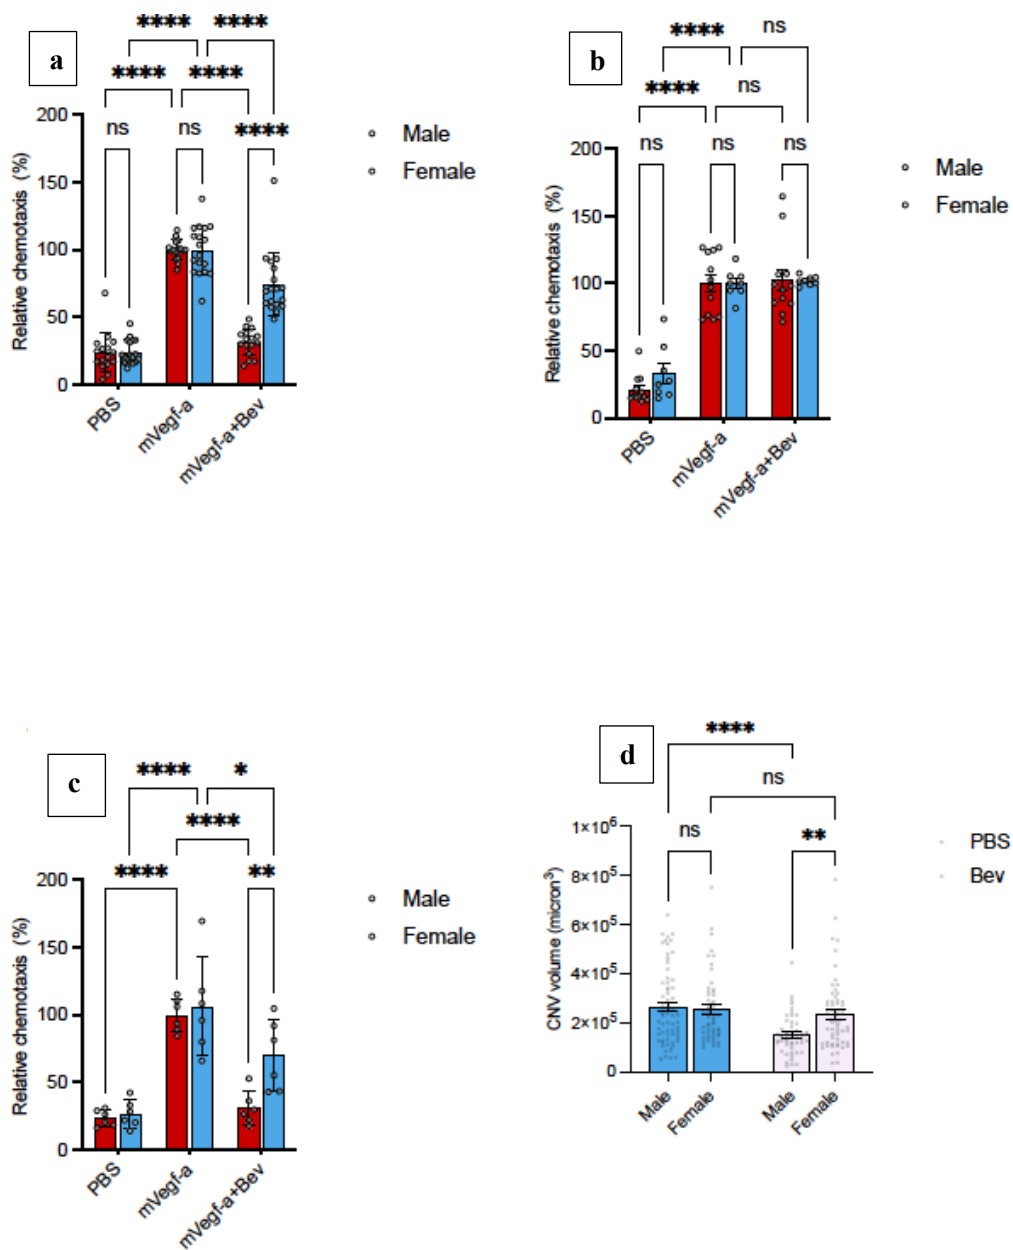 a
**** ****
**** ****
ns ns ****
Relative chemotaxis (%)
200
150
100
50
0
PBS
mVegf-a
mVegf-a+Bev
Male
Female
b
**** ns
**** ns
ns ns ns
Relative chemotaxis (%)
200
150
100
50
0
PBS
mVegf-a
mVegf-a+Bev
Male
Female
c
**** *
****
**** **
Relative chemotaxis (%)
200
150
100
50
0
PBS
mVegf-a
mVegf-a+Bev
Male
Female
d
****
ns
ns **
CNV volume (micron³)
1×10⁶
8×10⁵
6×10⁵
4×10⁵
2×10⁵
0
Male
Female
Male
Female
PBS
Bev